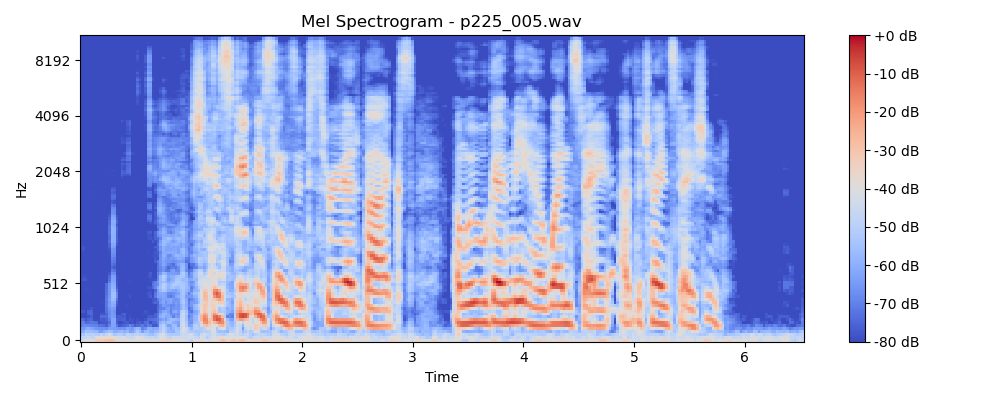 Mel Spectrogram - p225_005.wav
Hz
8192
4096
2048
1024
512
0
0 1 2 3 4 5 6
Time
+0 dB
-10 dB
-20 dB
-30 dB
-40 dB
-50 dB
-60 dB
-70 dB
-80 dB